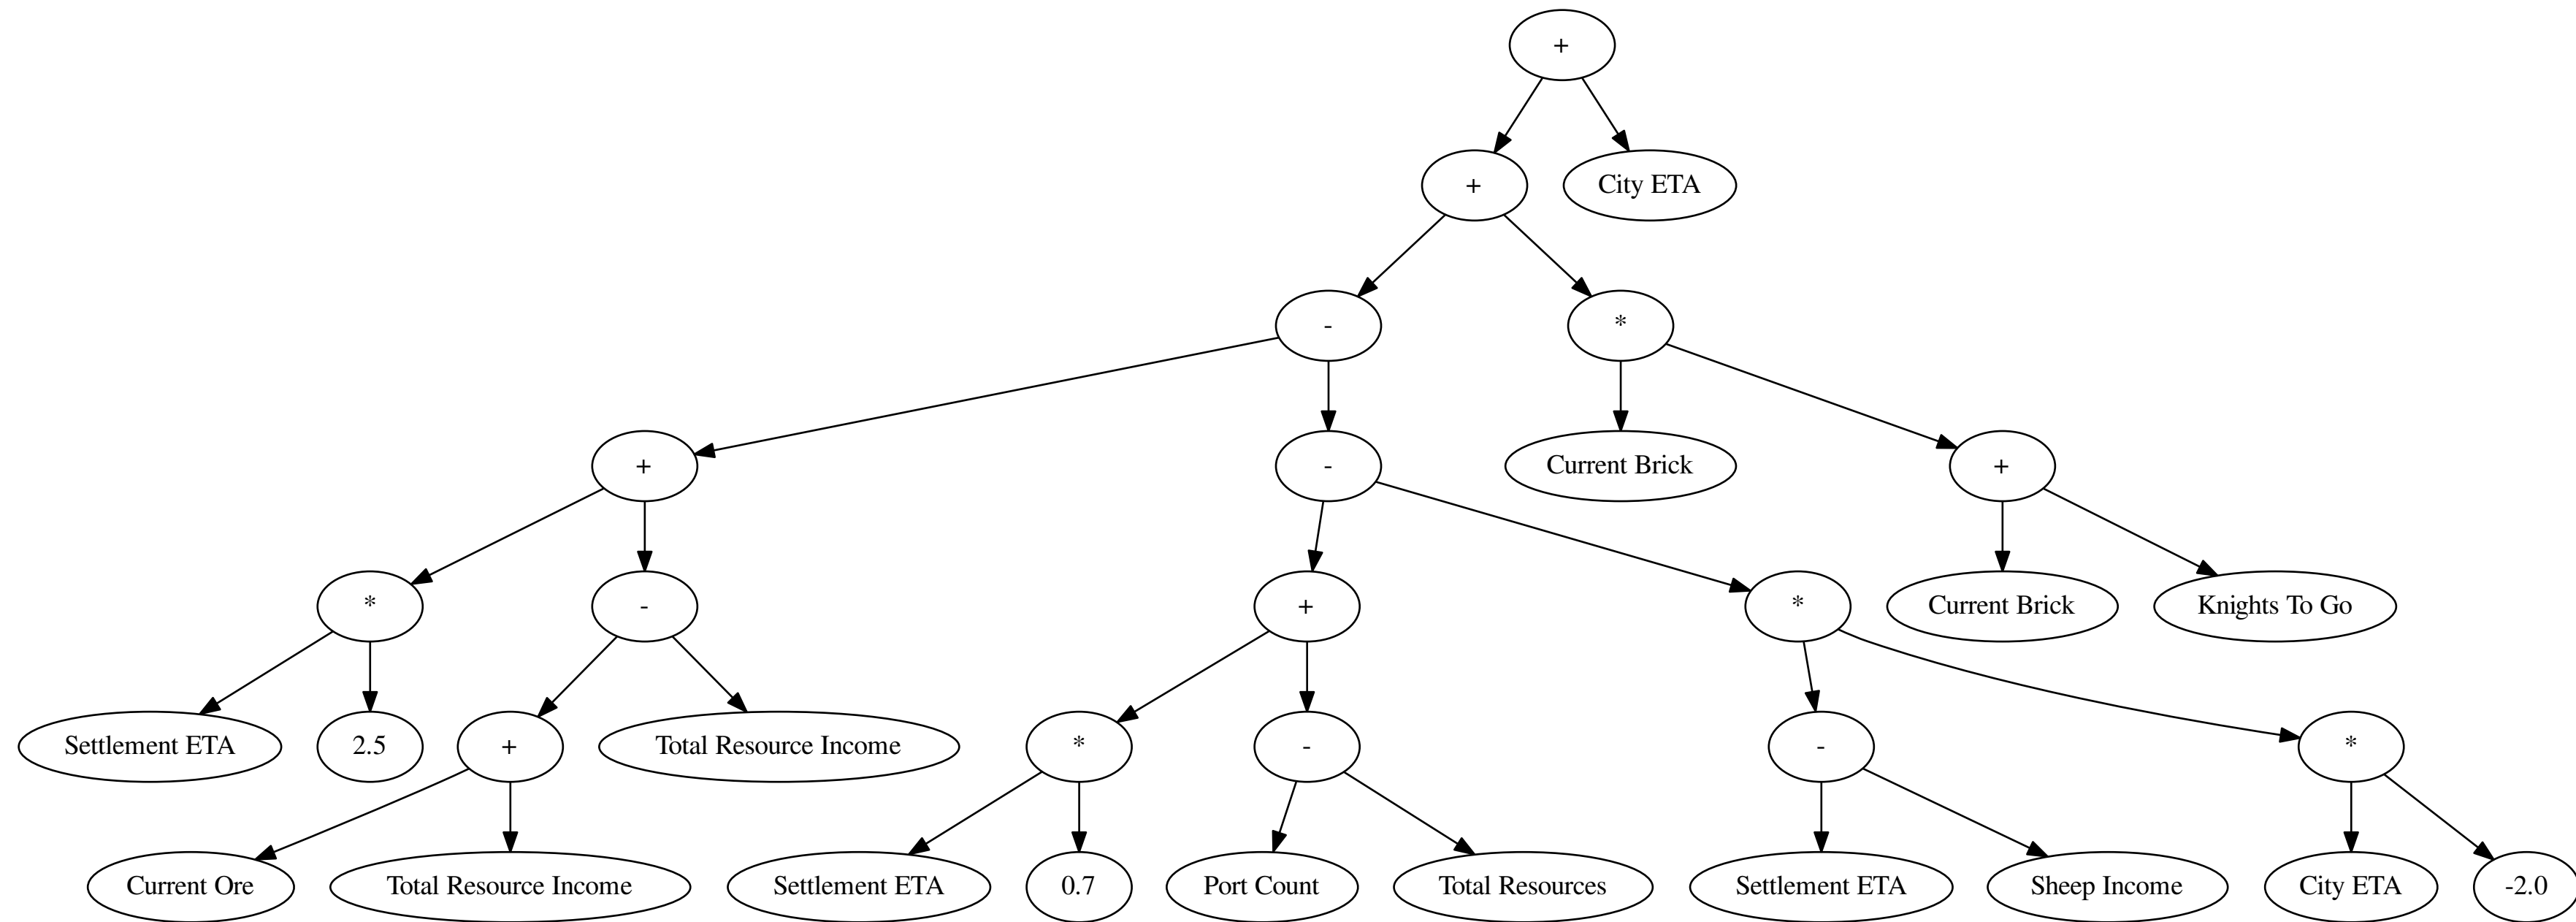 +
+
City ETA
-
*
+
-
Current Brick
+
*
-
+
*
Current Brick
Knights To Go
Settlement ETA
2.5
+
Total Resource Income
*
-
-
*
Current Ore
Total Resource Income
Settlement ETA
0.7
Port Count
Total Resources
Settlement ETA
Sheep Income
City ETA
-2.0